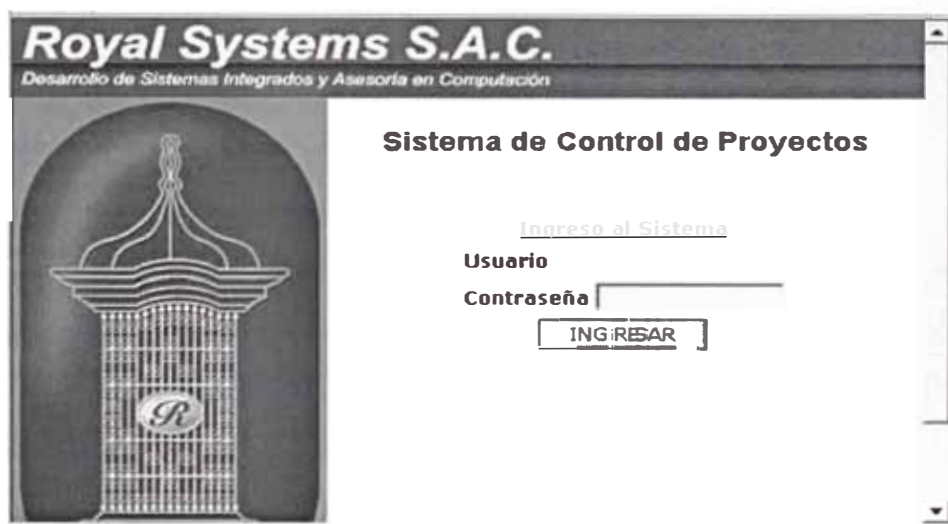 Royal Systems S.A.C.
Desarrollo de Sistemas Integrados y Asesoría en Computación
Sistema de Control de Proyectos
Ingreso al Sistema
Usuario
Contraseña
INGRESAR
R